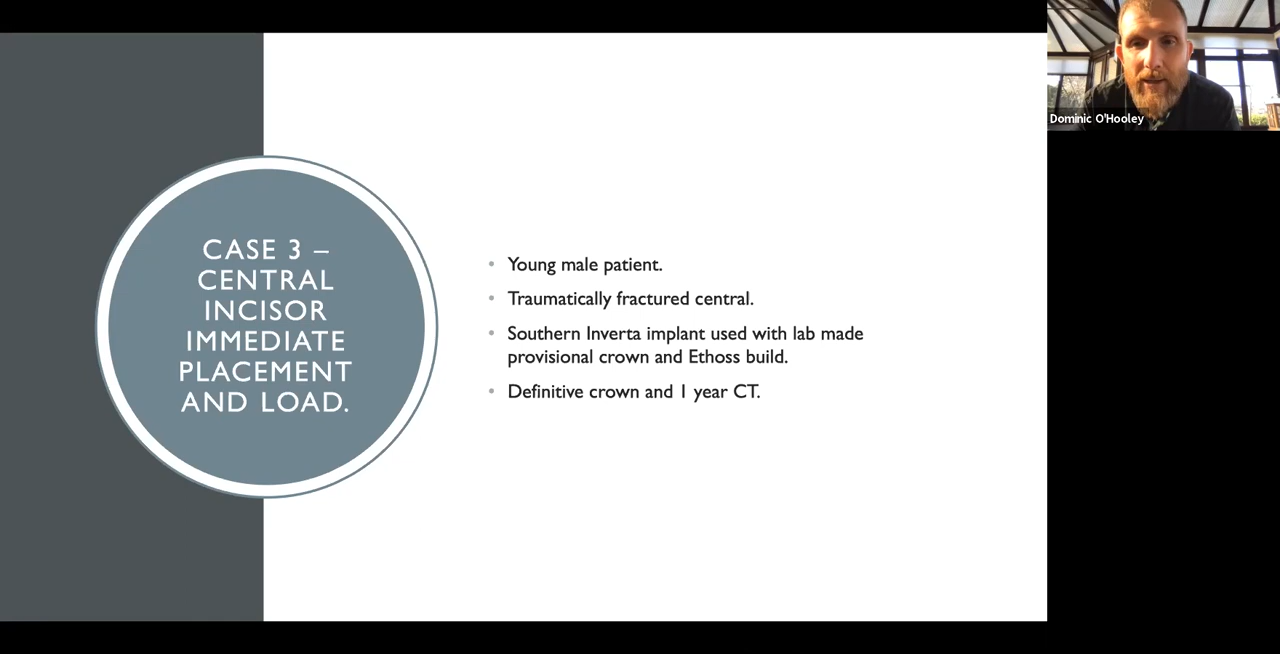 CASE 3 –
CENTRAL
INCISOR
IMMEDIATE
PLACEMENT
AND LOAD.
• Young male patient.
• Traumatically fractured central.
• Southern Inverta implant used with lab made
provisional crown and Ethoss build.
• Definitive crown and 1 year CT.
Dominic O'Hooley